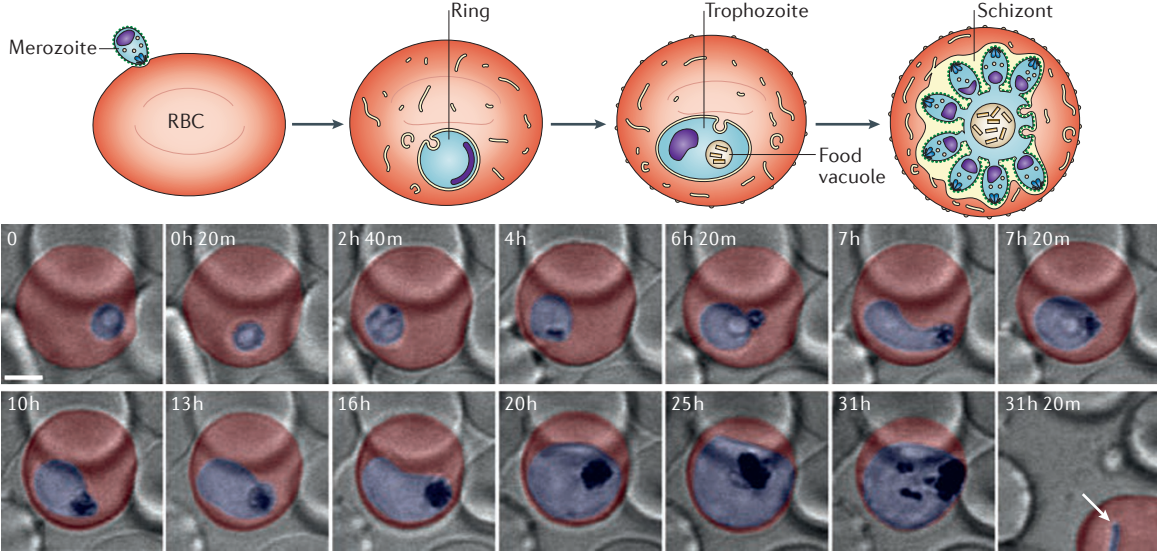 Ring
Trophozoite
Schizont
Merozoite
RBC
Food
vacuole
0
0h 20m
2h 40m
4h
6h 20m
7h
7h 20m
10h
13h
16h
20h
25h
31h
31h 20m